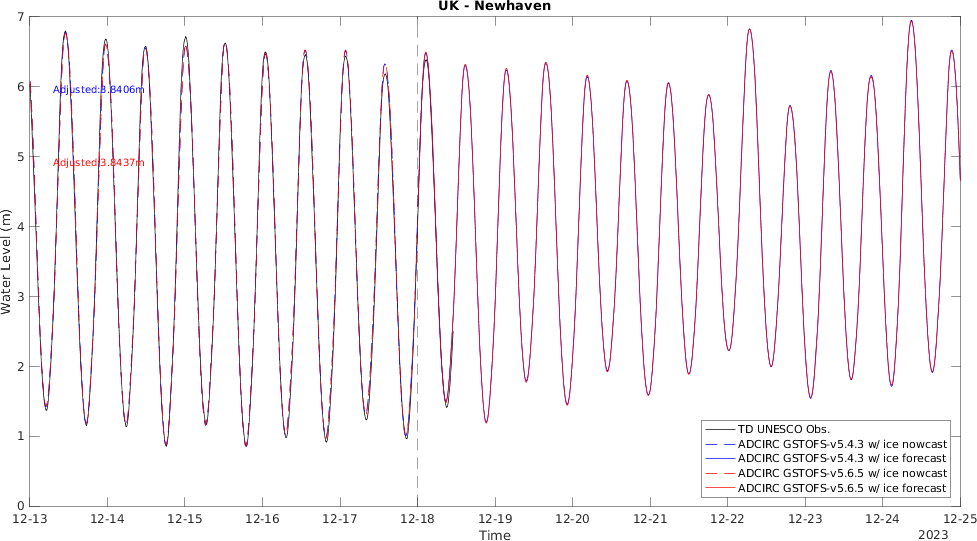 UK - Newhaven
7
6
5
4
3
2
1
0
Water Level (m)
Adjusted:3.8406m
Adjusted:3.8437m
TD UNESCO Obs.
ADCIRC GSTOFS-v5.4.3 w/ ice nowcast
ADCIRC GSTOFS-v5.4.3 w/ ice forecast
ADCIRC GSTOFS-v5.6.5 w/ ice nowcast
ADCIRC GSTOFS-v5.6.5 w/ ice forecast
12-13 12-14 12-15 12-16 12-17 12-18 12-19 12-20 12-21 12-22 12-23 12-24 12-25
Time
2023